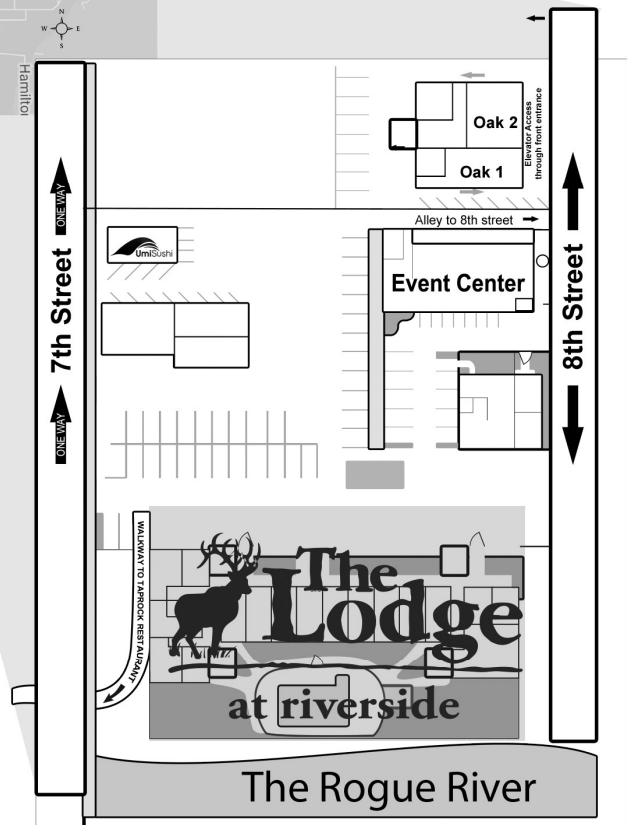 N
W E
S
Hamilton
Oak 2
Elevator Access
through front entrance
Oak 1
ONE WAY
Alley to 8th street
UmiSushi
Event Center
7th Street
8th Street
ONE WAY
WALKWAY TO TAPROCK RESTAURANT
The
Lodge
at riverside
The Rogue River